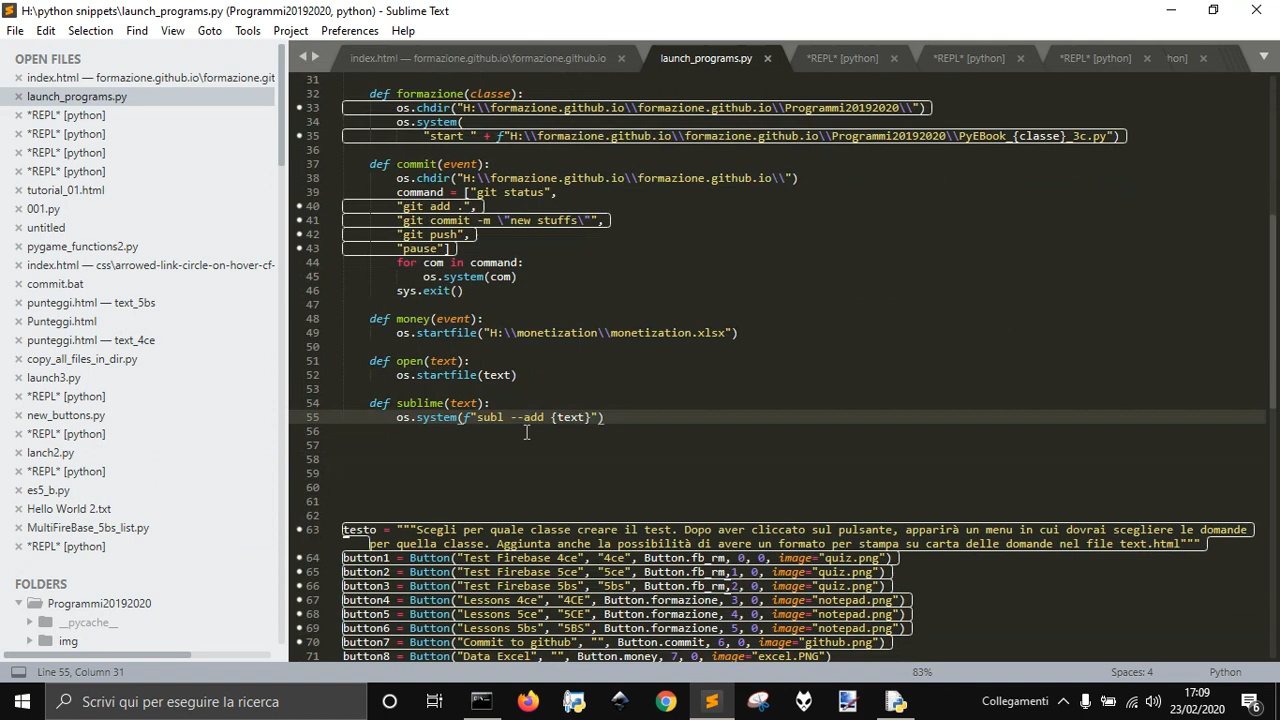 H:\python snippets\launch_programs.py (Programmi20192020, python) - Sublime Text
File Edit Selection Find View Goto Tools Project Preferences Help
OPEN FILES
index.html — formazione.github.io\formazione.git
launch_programs.py
*REPL* [python]
*REPL* [python]
*REPL* [python]
*REPL* [python]
tutorial_01.html
001.py
untitled
pygame_functions2.py
index.html — css\arrowed-link-circle-on-hover-cf-
commit.bat
punteggi.html — text_5bs
Punteggi.html
punteggi.html — text_4ce
copy_all_files_in_dir.py
launch3.py
*REPL* [python]
new_buttons.py
lanch2.py
*REPL* [python]
es5_b.py
Hello World 2.txt
MultiFireBase_5bs_list.py
*REPL* [python]
FOLDERS
Programmi20192020
__pycache__
img
index.html — formazione.github.io\formazione.github.io launch_programs.py *REPL* [python] *REPL* [python] *REPL* [python] hon]
31
32 def formazione(classe):
33 os.chdir("H:\\formazione.github.io\\formazione.github.io\\Programmi20192020\\")
34 os.system(
35 "start " + f"H:\\formazione.github.io\\formazione.github.io\\Programmi20192020\\PyEBook_{classe}_3c.py")
36
37 def commit(event):
38 os.chdir("H:\\formazione.github.io\\formazione.github.io\\")
39 command = ["git status",
40 "git add .",
41 "git commit -m \"new stuffs\"",
42 "git push",
43 "pause"]
44 for com in command:
45 os.system(com)
46 sys.exit()
47
48 def money(event):
49 os.startfile("H:\\monetization\\monetization.xlsx")
50
51 def open(text):
52 os.startfile(text)
53
54 def sublime(text):
55 os.system(f"subl --add {text}")
56
57
58
59
60
61
62
63 testo = """Scegli per quale classe creare il test. Dopo aver cliccato sul pulsante, apparirà un menu in cui dovrai scegliere le domande
per quella classe. Aggiunta anche la possibilità di avere un formato per stampa su carta delle domande nel file text.html"""
64 button1 = Button("Test Firebase 4ce", "4ce", Button.fb_rm, 0, 0, image="quiz.png")
65 button2 = Button("Test Firebase 5ce", "5ce", Button.fb_rm,1, 0, image="quiz.png")
66 button3 = Button("Test Firebase 5bs", "5bs", Button.fb_rm,2, 0, image="quiz.png")
67 button4 = Button("Lessons 4ce", "4CE", Button.formazione, 3, 0, image="notepad.png")
68 button5 = Button("Lessons 5ce", "5CE", Button.formazione, 4, 0, image="notepad.png")
69 button6 = Button("Lessons 5bs", "5BS", Button.formazione, 5, 0, image="notepad.png")
70 button7 = Button("Commit to github", "", Button.commit, 6, 0, image="github.png")
71 button8 = Button("Data Excel", "", Button.money, 7, 0, image="excel.PNG")
Line 55, Column 31 83% Spaces: 4 Python
Scrivi qui per eseguire la ricerca
Collegamenti
17:09
23/02/2020
6